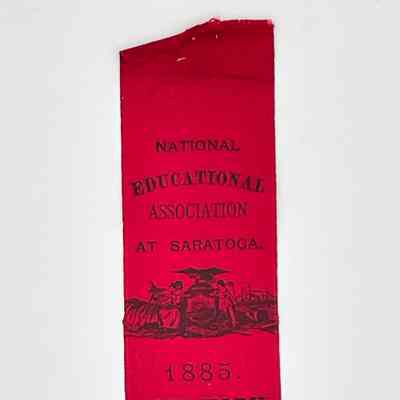 NATIONAL
EDUCATIONAL
ASSOCIATION
AT SARATOGA.
1885.